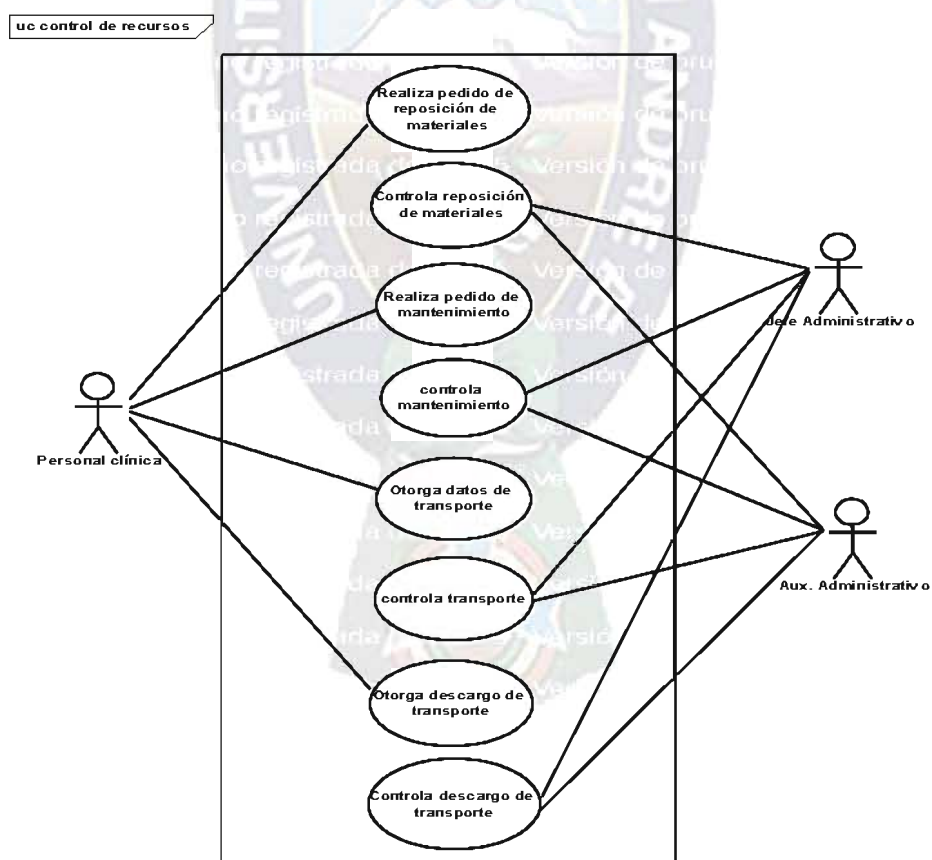 uc control de recursos
Realiza pedido de
reposición de
materiales
Controla reposición
de materiales
Realiza pedido de
mantenimiento
controla
mantenimiento
Otorga datos de
transporte
controla transporte
Otorga descargo de
transporte
Controla descargo de
transporte
Personal clínica
Jefe Administrativo
Aux. Administrativo